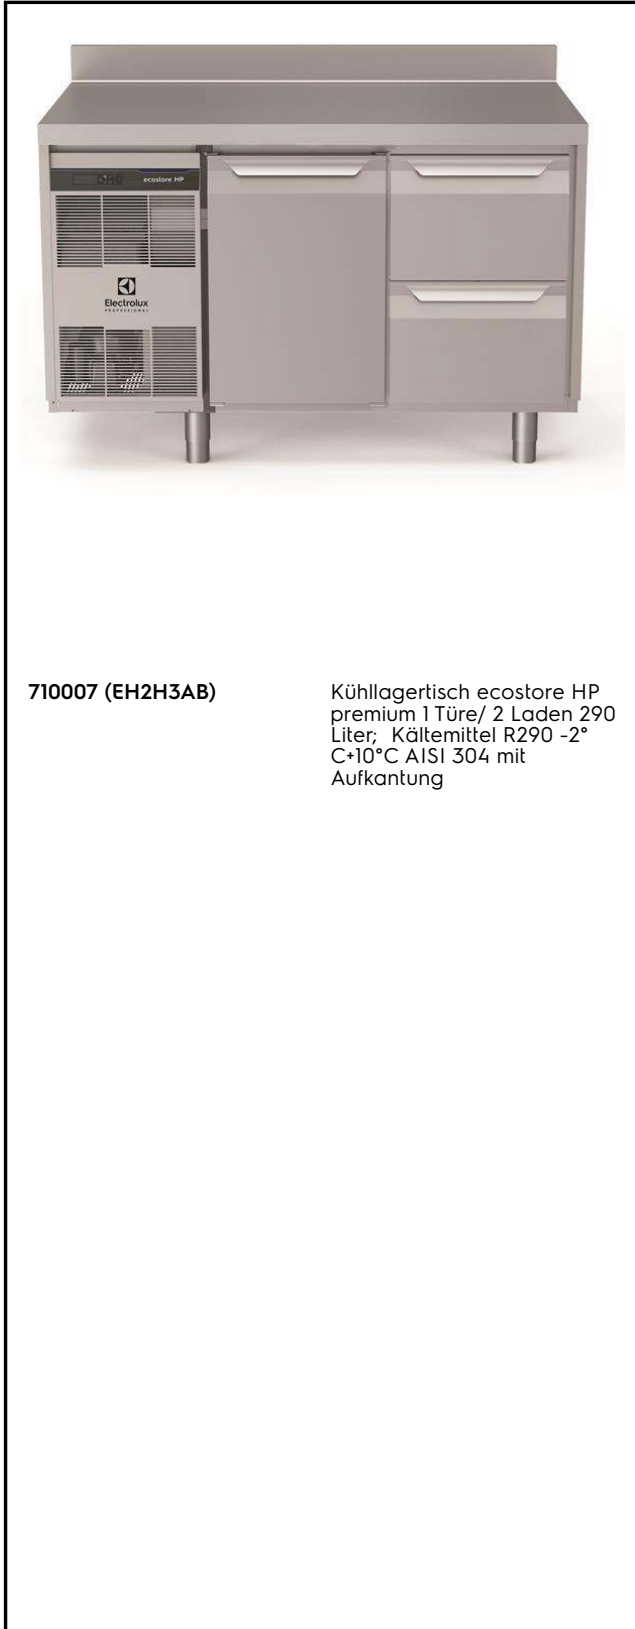 ecostore HP
Electrolux
PROFESSIONAL
710007 (EH2H3AB)
Kühllagertisch ecostore HP
premium 1 Türe/ 2 Laden 290
Liter;  Kältemittel R290 -2°
C+10°C AISI 304 mit
Aufkantung